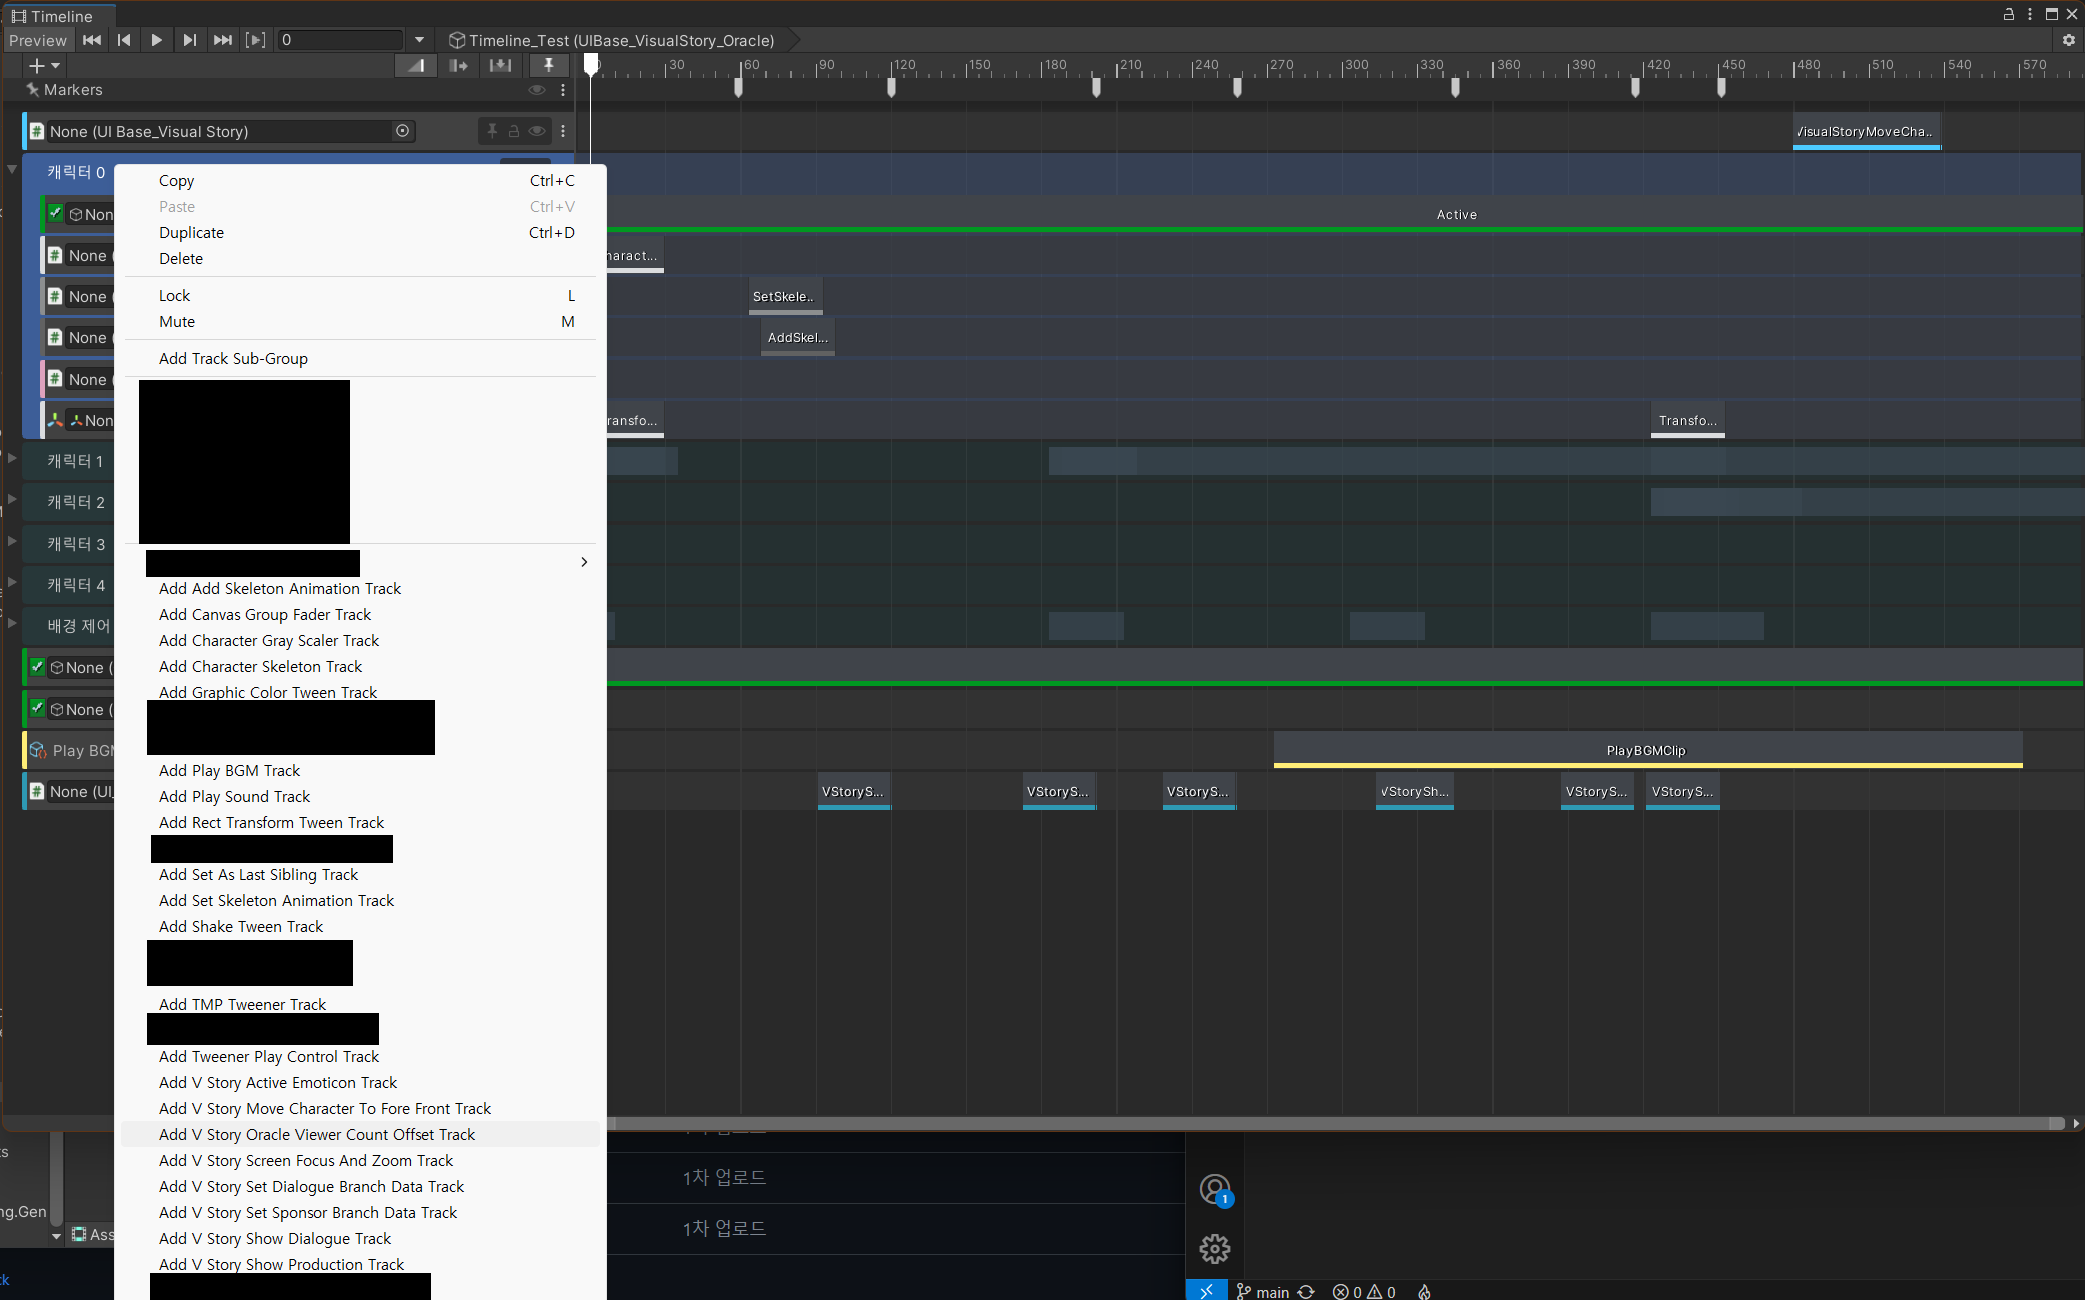 Timeline
Preview
0
Timeline_Test (UIBase_VisualStory_Oracle)
30 60 90 120 150 180 210 240 270 300 330 360 390 420 450 480 510 540 570
Markers
None (UI Base_Visual Story)
VisualStoryMoveCha..
캐릭터 0
Copy Ctrl+C
Paste Ctrl+V
Duplicate Ctrl+D
Delete
Lock L
Mute M
Add Track Sub-Group
Add Add Skeleton Animation Track
Add Canvas Group Fader Track
Add Character Gray Scaler Track
Add Character Skeleton Track
Add Graphic Color Tween Track
Add Play BGM Track
Add Play Sound Track
Add Rect Transform Tween Track
Add Set As Last Sibling Track
Add Set Skeleton Animation Track
Add Shake Tween Track
Add TMP Tweener Track
Add Tweener Play Control Track
Add V Story Active Emoticon Track
Add V Story Move Character To Fore Front Track
Add V Story Oracle Viewer Count Offset Track
Add V Story Screen Focus And Zoom Track
Add V Story Set Dialogue Branch Data Track
Add V Story Set Sponsor Branch Data Track
Add V Story Show Dialogue Track
Add V Story Show Production Track
Non
Active
None (
haract...
None (
SetSkele..
None (
AddSkel...
None (
Non
ransfo...
Transfo...
캐릭터 1
캐릭터 2
캐릭터 3
캐릭터 4
배경 제어
None (
None (
Play BGM
PlayBGMClip
None (UI_
VStoryS... VStoryS... VStoryS... VStorySh... VStoryS... VStoryS...
1차 업로드
1차 업로드
ng.Gen
Ass
1
main 0 0